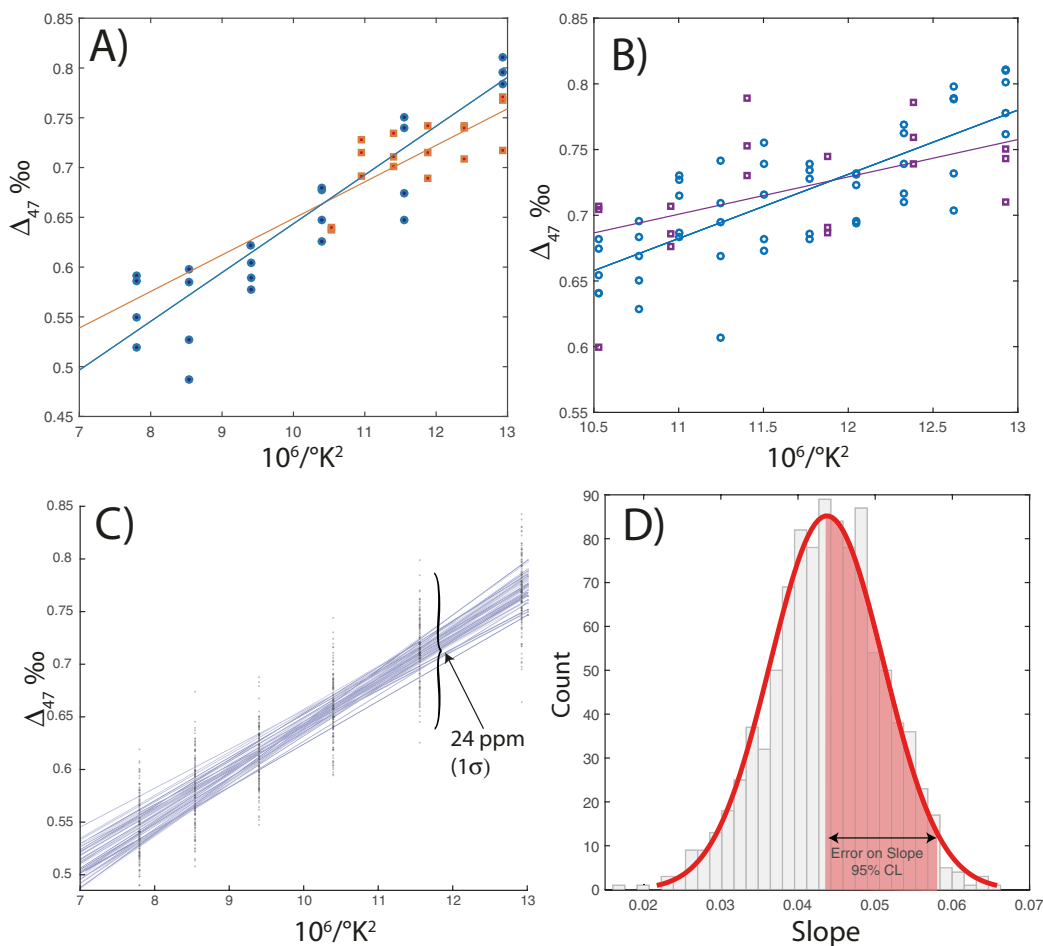 A)
0.85
0.8
0.75
0.7
0.65
0.6
0.55
0.5
0.45
Δ47 ‰
7 8 9 10 11 12 13
10⁶/°K²
B)
0.85
0.8
0.75
0.7
0.65
0.6
0.55
Δ47 ‰
10.5 11 11.5 12 12.5 13
10⁶/°K²
C)
0.85
0.8
0.75
0.7
0.65
0.6
0.55
0.5
Δ47 ‰
24 ppm
(1σ)
7 8 9 10 11 12 13
10⁶/°K²
D)
90
80
70
60
50
40
30
20
10
0
Count
Error on Slope
95% CL
0.02 0.03 0.04 0.05 0.06 0.07
Slope